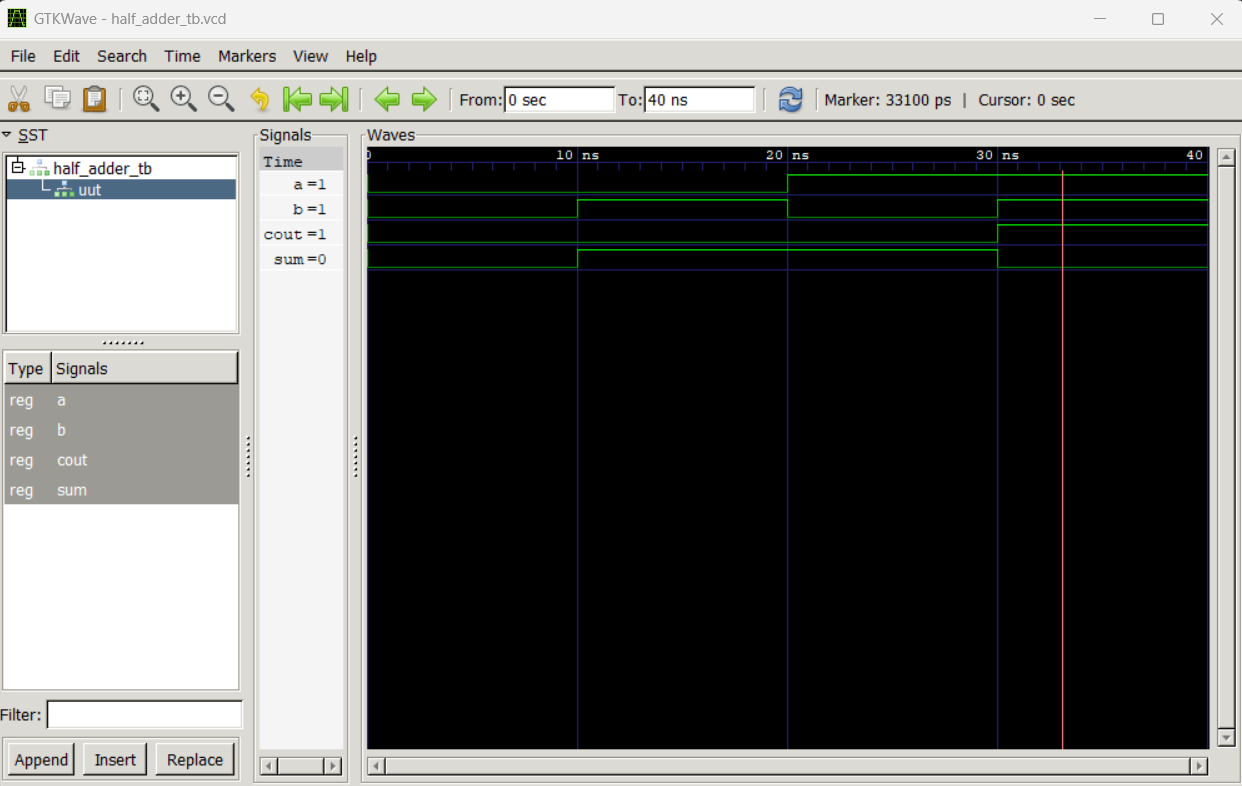 GTKWave - half_adder_tb.vcd
File Edit Search Time Markers View Help
From: 0 sec To: 40 ns Marker: 33100 ps | Cursor: 0 sec
SST
half_adder_tb
uut
Type Signals
reg a
reg b
reg cout
reg sum
Filter:
Append Insert Replace
Signals
Time
a =1
b =1
cout =1
sum =0
Waves
0 10 ns 20 ns 30 ns 40